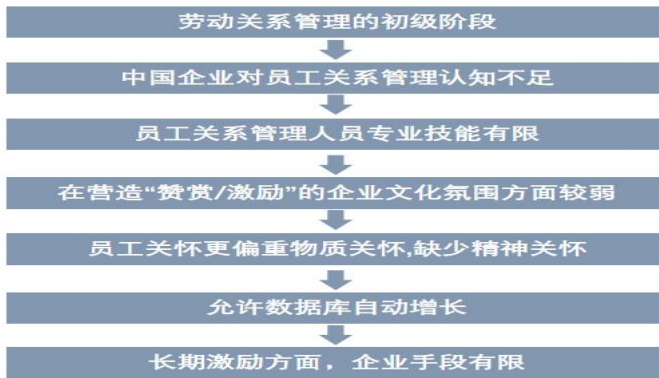 劳动关系管理的初级阶段
中国企业对员工关系管理认知不足
员工关系管理人员专业技能有限
在营造“赞赏/激励”的企业文化氛围方面较弱
员工关怀更偏重物质关怀,缺少精神关怀
允许数据库自动增长
长期激励方面，企业手段有限